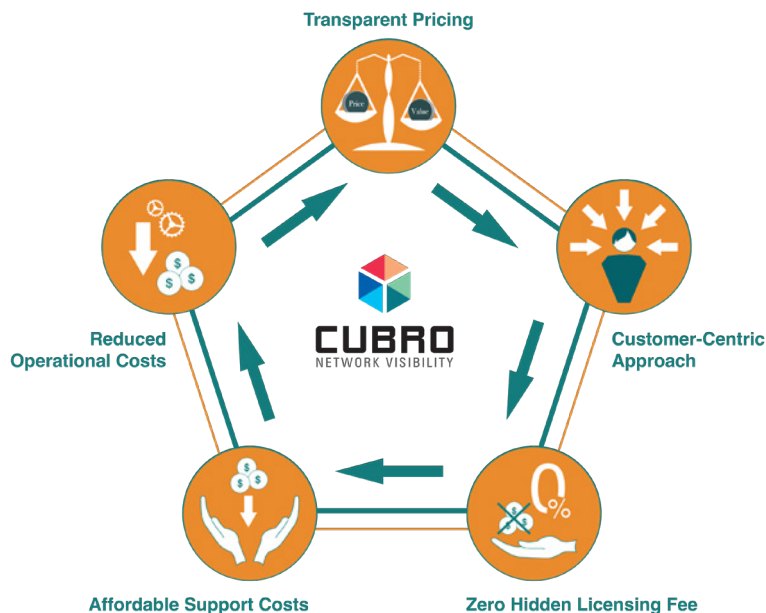 Transparent Pricing
Price
Value
$
$
$
Reduced
Operational Costs
CUBRO
NETWORK VISIBILITY
Customer-Centric
Approach
$
$
$
$
$
$
0%
Affordable Support Costs
Zero Hidden Licensing Fee